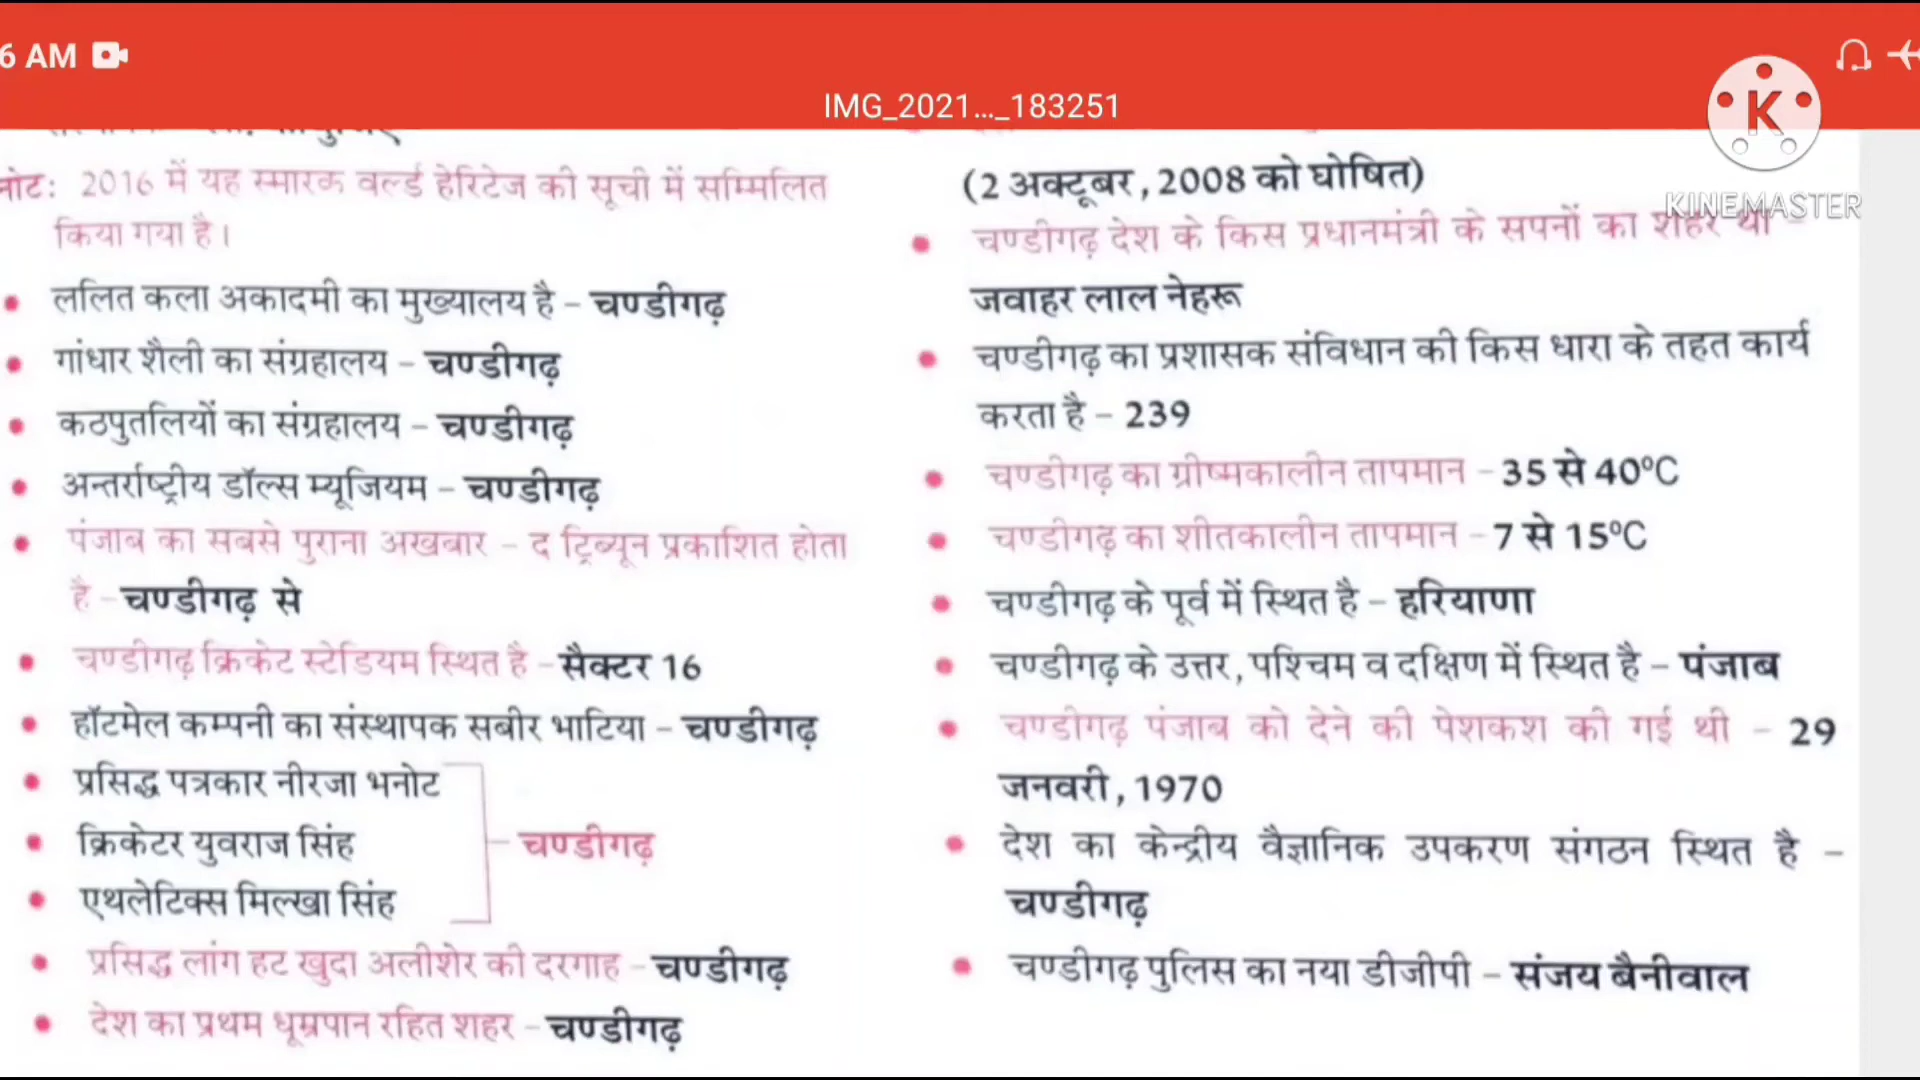 6 AM
IMG_2021..._183251
K
KINEMASTER
नोट: 2016 में यह स्मारक वर्ल्ड हेरिटेज की सूची में सम्मिलित
किया गया है।
• ललित कला अकादमी का मुख्यालय है – चण्डीगढ़
• गांधार शैली का संग्रहालय – चण्डीगढ़
• कठपुतलियों का संग्रहालय – चण्डीगढ़
• अन्तर्राष्ट्रीय डॉल्स म्यूजियम – चण्डीगढ़
• पंजाब का सबसे पुराना अखबार – द ट्रिब्यून प्रकाशित होता
है – चण्डीगढ़ से
• चण्डीगढ़ क्रिकेट स्टेडियम स्थित है – सैक्टर 16
• हॉटमेल कम्पनी का संस्थापक सबीर भाटिया – चण्डीगढ़
• प्रसिद्ध पत्रकार नीरजा भनोट
• क्रिकेटर युवराज सिंह – चण्डीगढ़
• एथलेटिक्स मिल्खा सिंह
• प्रसिद्ध लांग हट खुदा अलीशेर की दरगाह – चण्डीगढ़
• देश का प्रथम धूम्रपान रहित शहर – चण्डीगढ़
(2 अक्टूबर, 2008 को घोषित)
• चण्डीगढ़ देश के किस प्रधानमंत्री के सपनों का शहर था –
जवाहर लाल नेहरू
• चण्डीगढ़ का प्रशासक संविधान की किस धारा के तहत कार्य
करता है – 239
• चण्डीगढ़ का ग्रीष्मकालीन तापमान – 35 से 40⁰C
• चण्डीगढ़ का शीतकालीन तापमान – 7 से 15⁰C
• चण्डीगढ़ के पूर्व में स्थित है – हरियाणा
• चण्डीगढ़ के उत्तर, पश्चिम व दक्षिण में स्थित है – पंजाब
• चण्डीगढ़ पंजाब को देने की पेशकश की गई थी – 29
जनवरी, 1970
• देश का केन्द्रीय वैज्ञानिक उपकरण संगठन स्थित है –
चण्डीगढ़
• चण्डीगढ़ पुलिस का नया डीजीपी – संजय बैनीवाल